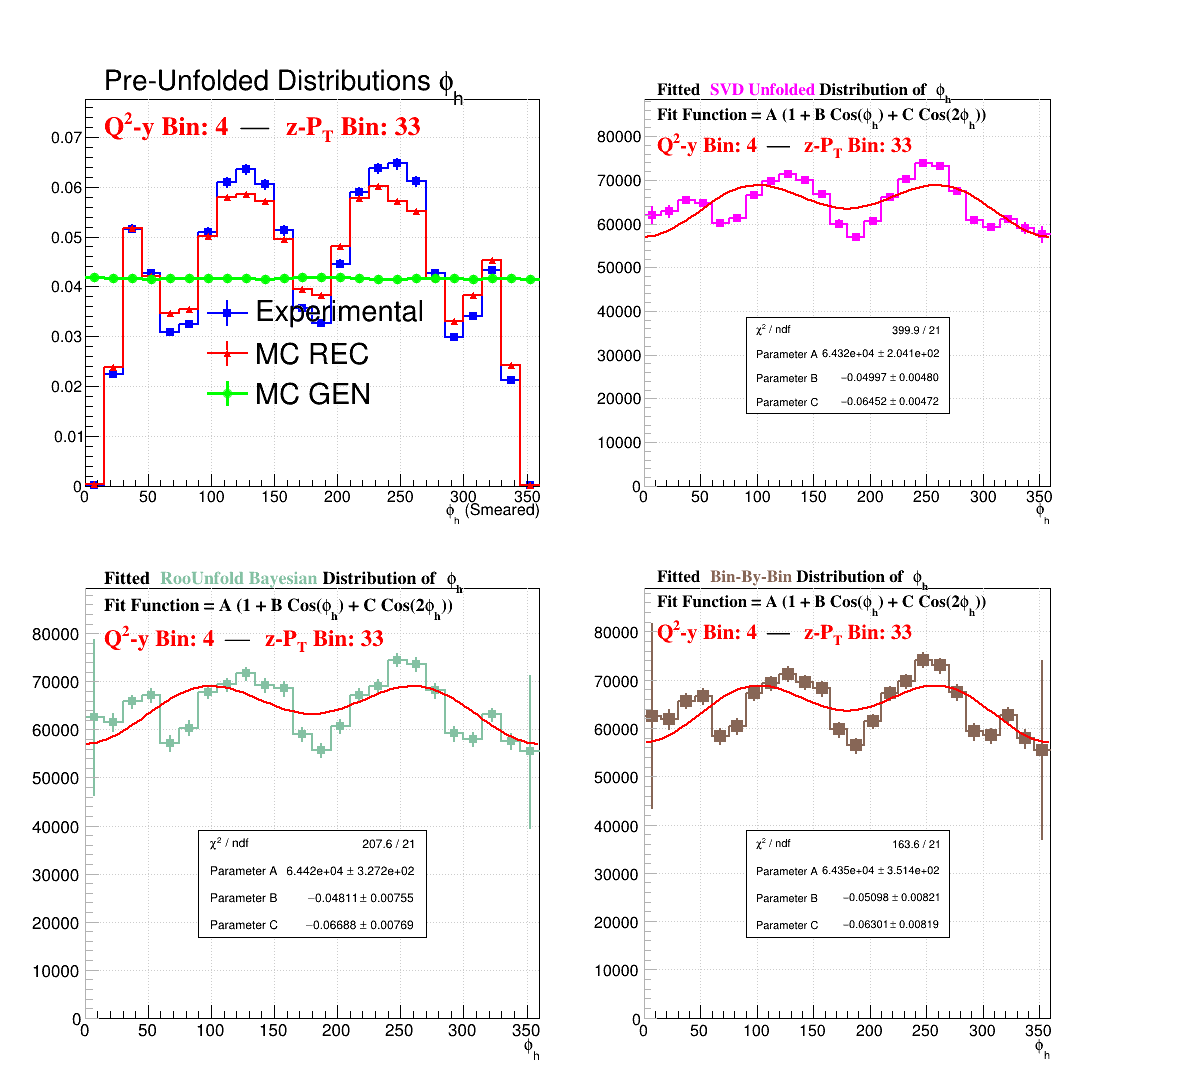 Pre-Unfolded Distributions ϕh
Q²-y Bin: 4 — z-PT Bin: 33
0.07
0.06
0.05
0.04
0.03
0.02
0.01
0
Experimental
MC REC
MC GEN
0 50 100 150 200 250 300 350
ϕh (Smeared)
Fitted SVD Unfolded Distribution of ϕh
Fit Function = A (1 + B Cos(ϕh) + C Cos(2ϕh))
Q²-y Bin: 4 — z-PT Bin: 33
80000
70000
60000
50000
40000
30000
20000
10000
0
χ² / ndf 399.9 / 21
Parameter A 6.432e+04 ± 2.041e+02
Parameter B −0.04997 ± 0.00480
Parameter C −0.06452 ± 0.00472
0 50 100 150 200 250 300 350
ϕh
Fitted RooUnfold Bayesian Distribution of ϕh
Fit Function = A (1 + B Cos(ϕh) + C Cos(2ϕh))
Q²-y Bin: 4 — z-PT Bin: 33
80000
70000
60000
50000
40000
30000
20000
10000
0
χ² / ndf 207.6 / 21
Parameter A 6.442e+04 ± 3.272e+02
Parameter B −0.04811 ± 0.00755
Parameter C −0.06688 ± 0.00769
0 50 100 150 200 250 300 350
ϕh
Fitted Bin-By-Bin Distribution of ϕh
Fit Function = A (1 + B Cos(ϕh) + C Cos(2ϕh))
Q²-y Bin: 4 — z-PT Bin: 33
80000
70000
60000
50000
40000
30000
20000
10000
0
χ² / ndf 163.6 / 21
Parameter A 6.435e+04 ± 3.514e+02
Parameter B −0.05098 ± 0.00821
Parameter C −0.06301 ± 0.00819
0 50 100 150 200 250 300 350
ϕh